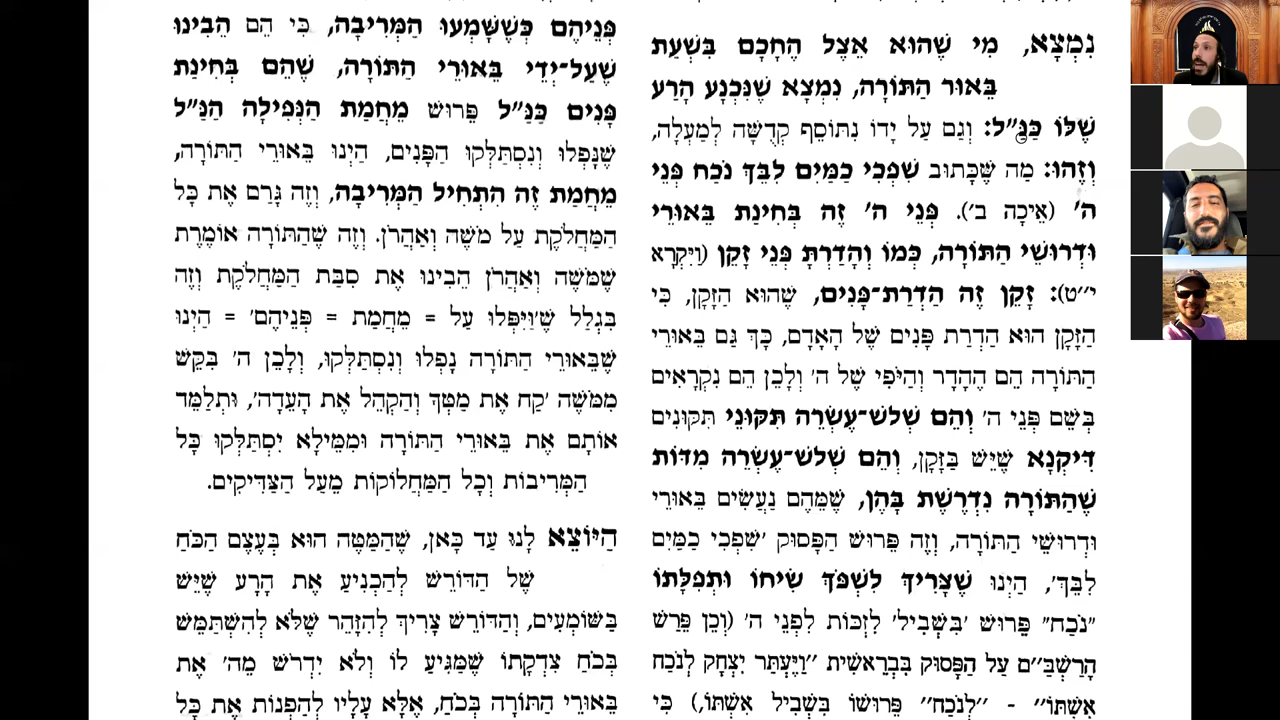 נִמְצָא, מִי שֶׁהוּא אֵצֶל הֶחָכָם בִּשְׁעַת
בֵּאוּר הַתּוֹרָה, נִמְצָא שֶׁנִּכְנָע הָרַע
שֶׁלּוֹ כַּנַּ״ל: וְגַם עַל יָדוֹ נִתּוֹסֵף קְדֻשָּׁה לְמַעְלָה,
וְזֶהוּ: מַה שֶּׁכָּתוּב שִׁפְכִי כַמַּיִם לִבֵּךְ נֹכַח פְּנֵי
ה׳ (אֵיכָה ב׳). פְּנֵי ה׳ זֶה בְּחִינַת בֵּאוּרֵי
וּדְרוּשֵׁי הַתּוֹרָה, כְּמוֹ וְהָדַרְתָּ פְּנֵי זָקֵן (וַיִּקְרָא
י״ט): זָקֵן זֶה הַדְרַת־פָּנִים, שֶׁהוּא הַזָּקָן, כִּי
הַזָּקָן הוּא הַדְרַת פָּנִים שֶׁל הָאָדָם, כָּךְ גַּם בֵּאוּרֵי
הַתּוֹרָה הֵם הֶהָדָר וְהַיֹּפִי שֶׁל ה׳ וְלָכֵן הֵם נִקְרָאִים
בְּשֵׁם פְּנֵי ה׳ וְהֵם שְׁלֹשׁ־עֶשְׂרֵה תִּקּוּנֵי תִּקּוּנִים
דִּיקְנָא שֶׁיֵּשׁ בַּזָּקָן, וְהֵם שְׁלֹשׁ־עֶשְׂרֵה מִדּוֹת
שֶׁהַתּוֹרָה נִדְרֶשֶׁת בָּהֶן, שֶׁמֵּהֶם נַעֲשִׂים בֵּאוּרֵי
וּדְרוּשֵׁי הַתּוֹרָה, וְזֶה פֵּרוּשׁ הַפָּסוּק ׳שִׁפְכִי כַמַּיִם
לִבֵּךְ׳, הַיְנוּ שֶׁצָּרִיךְ לִשְׁפֹּךְ שִׂיחוֹ וּתְפִלָּתוֹ
״נֹכַח״ פֵּרוּשׁ ׳בִּשְׁבִיל׳ לִזְכּוֹת לִפְנֵי ה׳ (וְכֵן פֵּרַשׁ
הָרַשְׁבַּ״ם עַל הַפָּסוּק בִּבְרֵאשִׁית ״וַיֶּעְתַּר יִצְחָק לְנֹכַח
אִשְׁתּוֹ״ - ״לְנֹכַח״ פֵּרוּשׁוֹ בִּשְׁבִיל אִשְׁתּוֹ,) כִּי
פְּנֵיהֶם כְּשֶׁשָּׁמְעוּ הַמְּרִיבָה, כִּי הֵם הֵבִינוּ
שֶׁעַל־יְדֵי בֵּאוּרֵי הַתּוֹרָה, שֶׁהֵם בְּחִינַת
פָּנִים כַּנַּ״ל פֵּרוּשׁ מֵחֲמַת הַנְּפִילָה הַנַּ״ל
שֶׁנָּפְלוּ וְנִסְתַּלְּקוּ הַפָּנִים, הַיְנוּ בֵּאוּרֵי הַתּוֹרָה,
מֵחֲמַת זֶה הִתְחִיל הַמְּרִיבָה, וְזֶה גָּרַם אֶת כָּל
הַמַּחֲלֹקֶת עַל מֹשֶׁה וְאַהֲרֹן. וְזֶה שֶׁהַתּוֹרָה אוֹמֶרֶת
שֶׁמֹּשֶׁה וְאַהֲרֹן הֵבִינוּ אֶת סִבַּת הַמַּחֲלֹקֶת וְזֶה
בִּגְלַל שֶׁ׳וַיִּפְּלוּ עַל = מֵחֲמַת = פְּנֵיהֶם׳ = הַיְנוּ
שֶׁבֵּאוּרֵי הַתּוֹרָה נָפְלוּ וְנִסְתַּלְּקוּ, וְלָכֵן ה׳ בִּקֵּשׁ
מִמֹּשֶׁה ׳קַח אֶת מַטְּךָ וְהַקְהֵל אֶת הָעֵדָה׳, וּתְלַמֵּד
אוֹתָם אֶת בֵּאוּרֵי הַתּוֹרָה וּמִמֵּילָא יִסְתַּלְּקוּ כָּל
הַמְּרִיבוֹת וְכָל הַמַּחֲלוֹקוֹת מֵעַל הַצַּדִּיקִים.
הַיּוֹצֵא לָנוּ עַד כָּאן, שֶׁהַמַּטֶּה הוּא בְּעֶצֶם הַכֹּחַ
שֶׁל הַדּוֹרֵשׁ לְהַכְנִיעַ אֶת הָרָע שֶׁיֵּשׁ
בַּשּׁוֹמְעִים, וְהַדּוֹרֵשׁ צָרִיךְ לְהִזָּהֵר שֶׁלֹּא לְהִשְׁתַּמֵּשׁ
בְּכֹחַ צִדְקָתוֹ שֶׁמַּגִּיעַ לוֹ וְלֹא יִדְרֹשׁ מֵה׳ אֶת
בֵּאוּרֵי הַתּוֹרָה בְּכֹחַ, אֶלָּא עָלָיו לְהַפְנוֹת אֶת כָּל